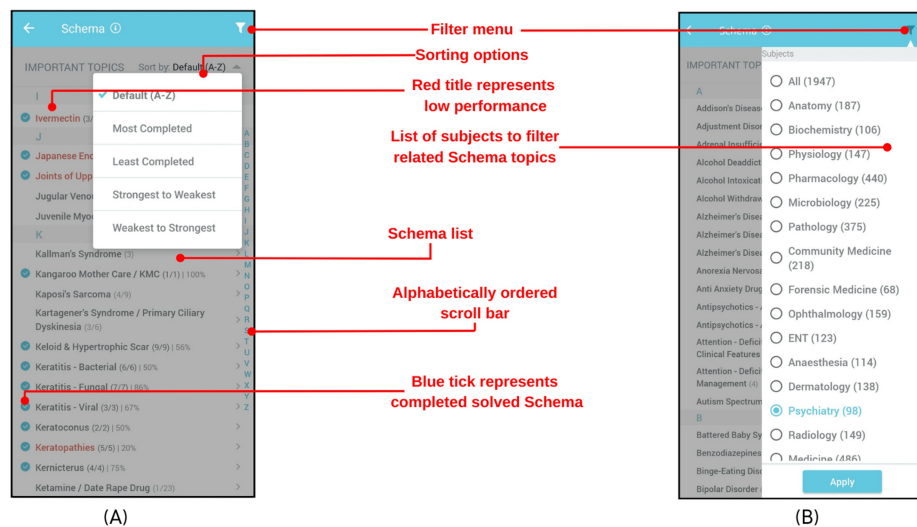 Schema
IMPORTANT TOPICS Sort by: Default (A-Z)
I
Ivermectin (3/
J
Japanese Enc
Joints of Upp
Jugular Veno
Juvenile Myo
K
Kallman's Syndrome (3)
Kangaroo Mother Care / KMC (1/1) | 100%
Kaposi's Sarcoma (4/9)
Kartagener's Syndrome / Primary Ciliary
Dyskinesia (3/6)
Keloid & Hypertrophic Scar (9/9) | 56%
Keratitis - Bacterial (6/6) | 50%
Keratitis - Fungal (7/7) | 86%
Keratitis - Viral (3/3) | 67%
Keratoconus (2/2) | 50%
Keratopathies (5/5) | 20%
Kernicterus (4/4) | 75%
Ketamine / Date Rape Drug (1/23)
Default (A-Z)
Most Completed
Least Completed
Strongest to Weakest
Weakest to Strongest
A
B
C
D
E
F
G
H
I
J
K
L
M
N
O
P
Q
R
S
T
U
V
W
X
Y
Z
(A)
Filter menu
Sorting options
Red title represents
low performance
List of subjects to filter
related Schema topics
Schema list
Alphabetically ordered
scroll bar
Blue tick represents
completed solved Schema
Schema
IMPORTANT TOP
A
Addison's Diseas
Adjustment Disor
Adrenal Insufficie
Alcohol Deaddict
Alcohol Intoxicat
Alcohol Withdraw
Alzheimer's Disea
Alzheimer's Disea
Alzheimer's Disea
Anorexia Nervosa
Anti Anxiety Drug
Antipsychotics - A
Antipsychotics - A
Attention - Defici
Clinical Features
Attention - Defici
Management (4)
Autism Spectrum
B
Battered Baby Sy
Benzodiazepines
Binge-Eating Diso
Bipolar Disorder
Subjects
All (1947)
Anatomy (187)
Biochemistry (106)
Physiology (147)
Pharmacology (440)
Microbiology (225)
Pathology (375)
Community Medicine
(218)
Forensic Medicine (68)
Ophthalmology (159)
ENT (123)
Anaesthesia (114)
Dermatology (138)
Psychiatry (98)
Radiology (149)
Medicine (486)
Apply
(B)